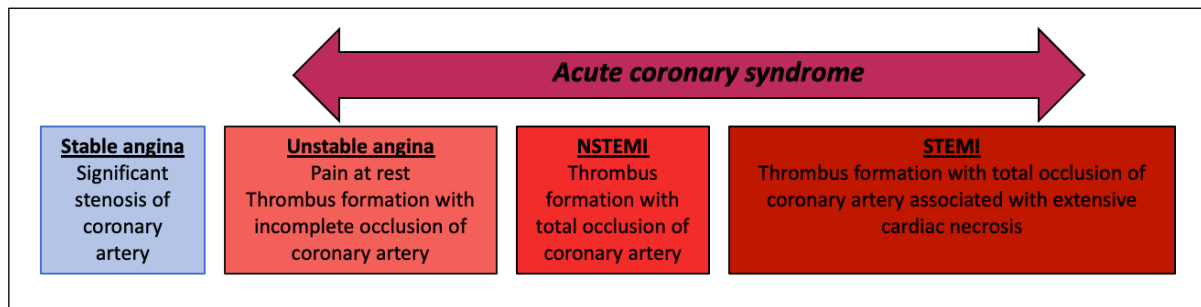 Acute coronary syndrome
Stable angina
Significant
stenosis of
coronary
artery
Unstable angina
Pain at rest
Thrombus formation with
incomplete occlusion of
coronary artery
NSTEMI
Thrombus
formation with
total occlusion of
coronary artery
STEMI
Thrombus formation with total occlusion of
coronary artery associated with extensive
cardiac necrosis